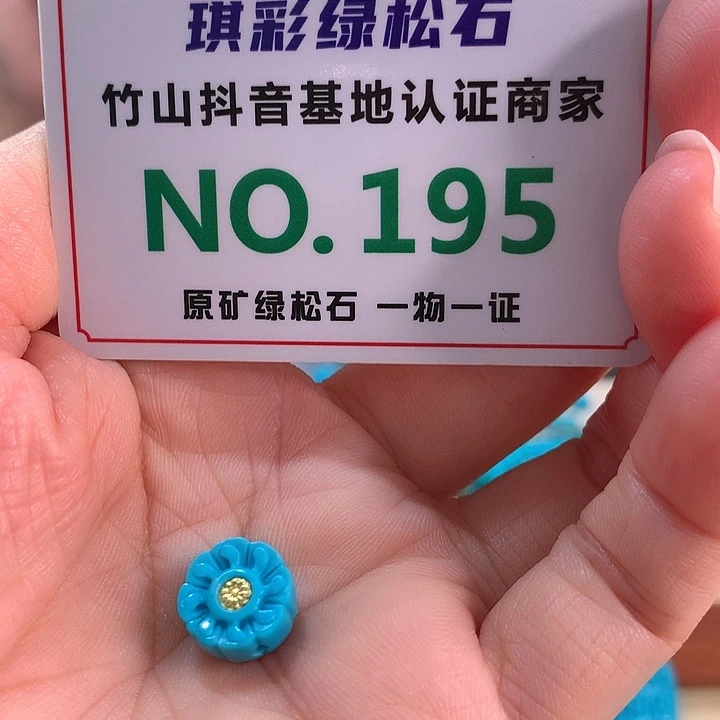 琪彩绿松石
竹山抖音基地认证商家
NO.195
原矿绿松石 一物一证